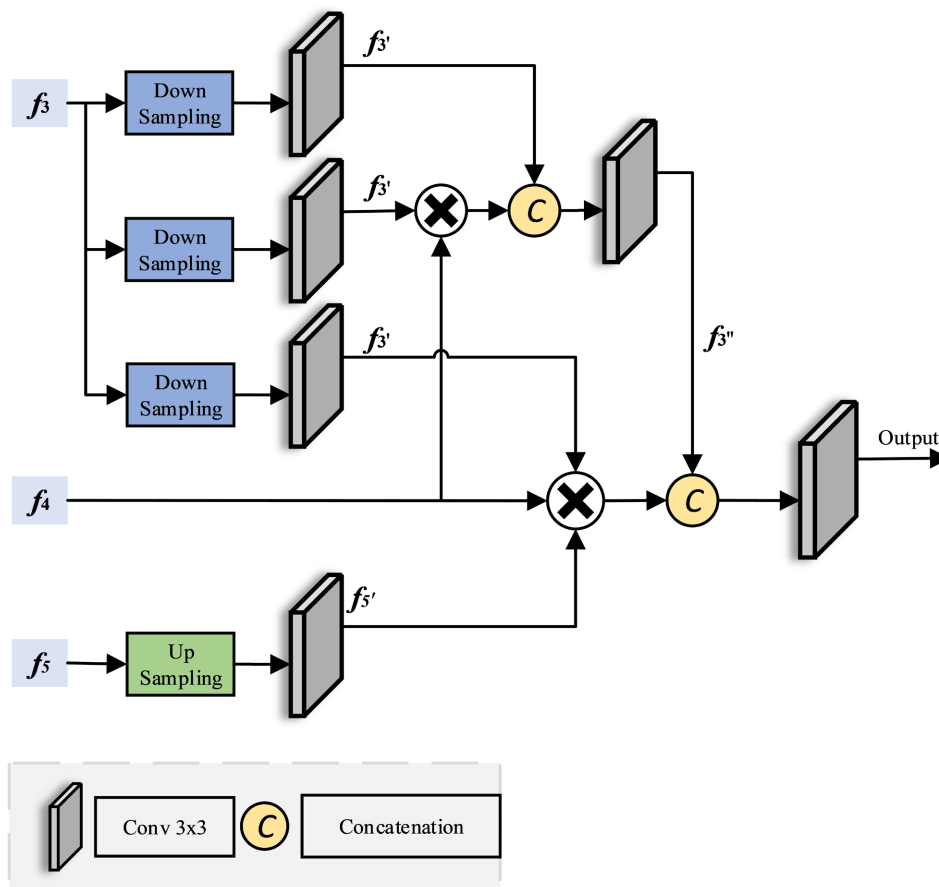 f3
Down
Sampling
f3'
Down
Sampling
f3'
C
Down
Sampling
f3'
f3''
f4
C
Output
f5
Up
Sampling
f5'
Conv 3x3
C
Concatenation